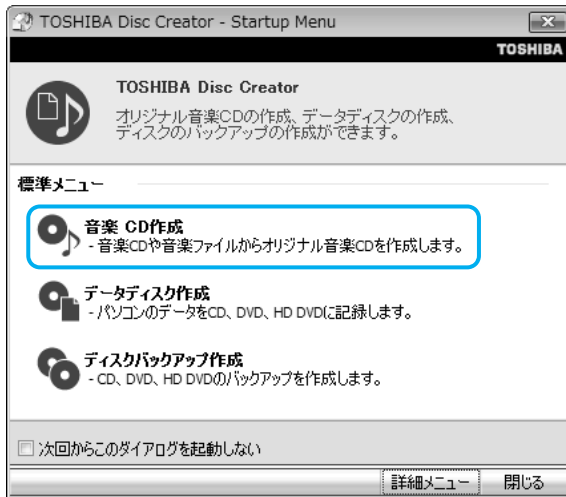 TOSHIBA Disc Creator - Startup Menu
TOSHIBA
TOSHIBA Disc Creator
オリジナル音楽CDの作成、データディスクの作成、
ディスクのバックアップの作成ができます。
標準メニュー
音楽 CD作成
- 音楽CDや音楽ファイルからオリジナル音楽CDを作成します。
データディスク作成
- パソコンのデータをCD、DVD、HD DVDに記録します。
ディスクバックアップ作成
- CD、DVD、HD DVDのバックアップを作成します。
次回からこのダイアログを起動しない
詳細メニュー 閉じる